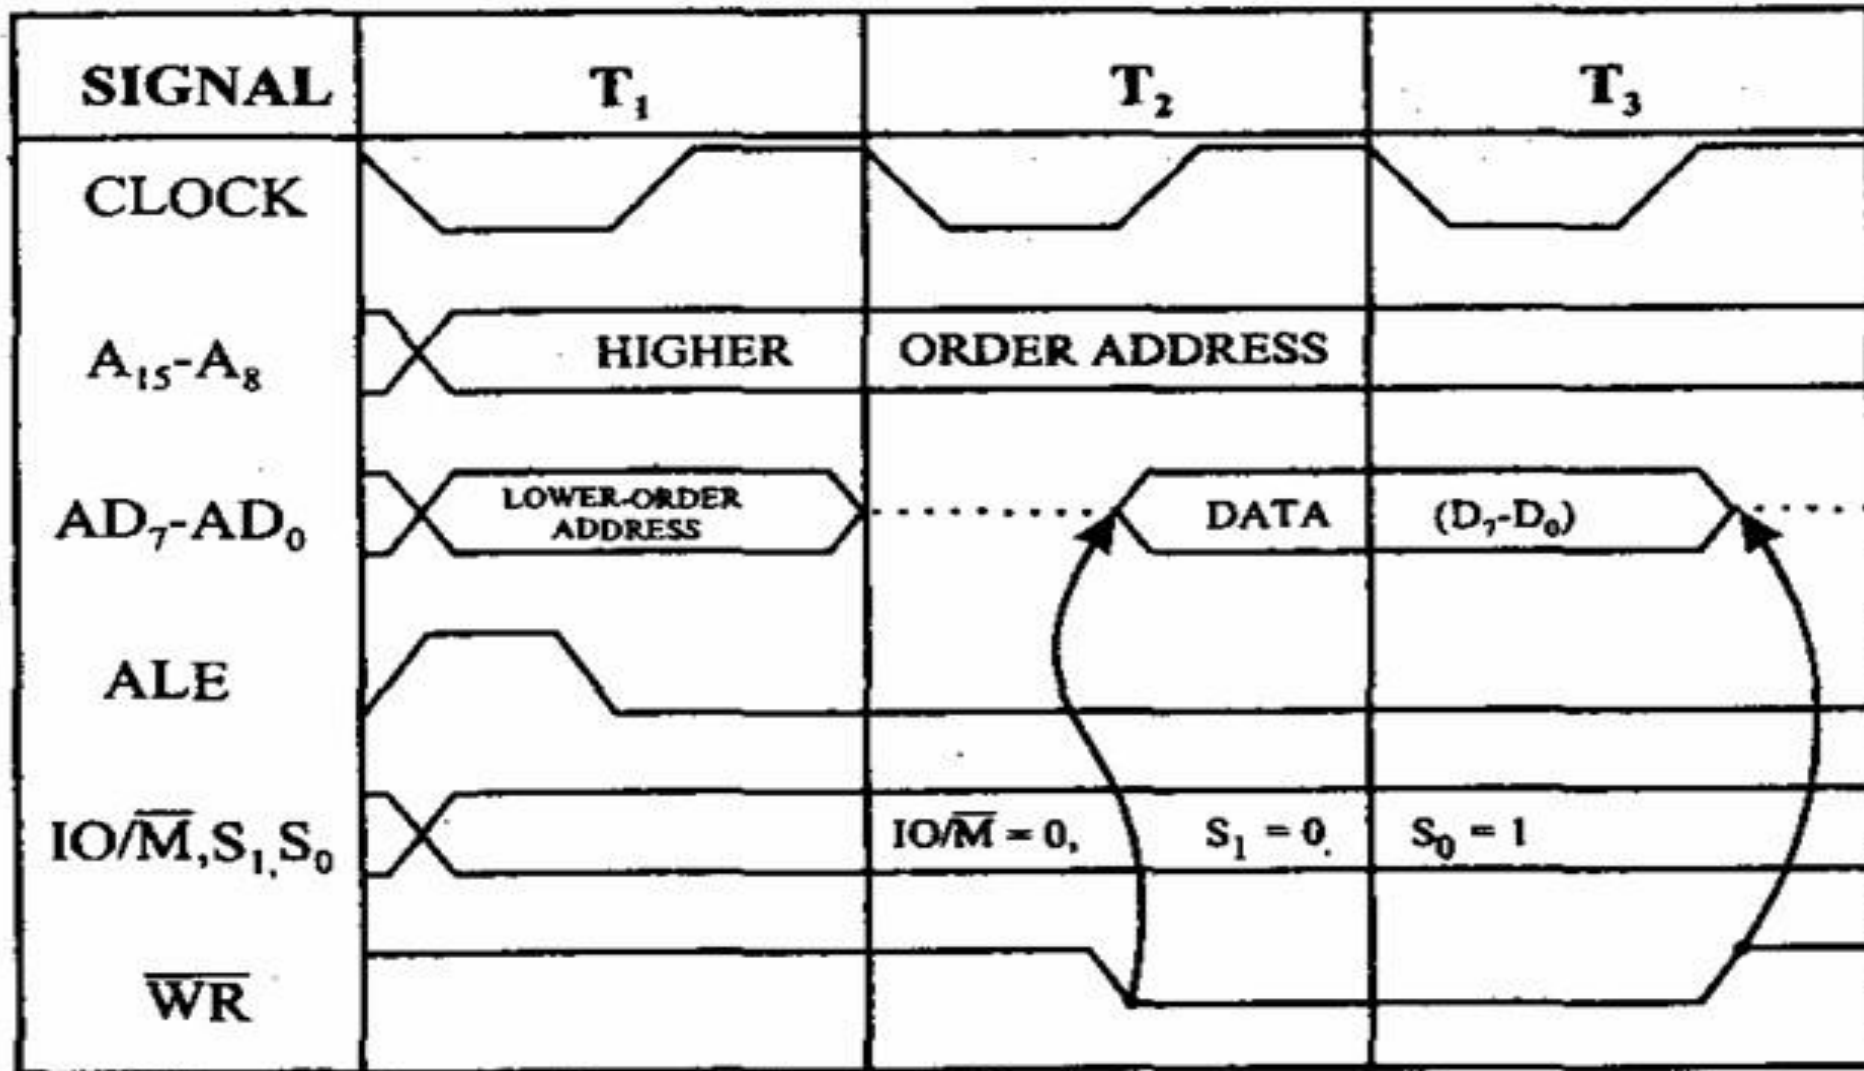 SIGNAL T₁ T₂ T₃
CLOCK
A₁₅-A₈ HIGHER ORDER ADDRESS
AD₇-AD₀ LOWER-ORDER ADDRESS DATA (D₇-D₀)
ALE
IO/M̅,S₁,S₀ IO/M̅ = 0, S₁ = 0, S₀ = 1
W̅R̅